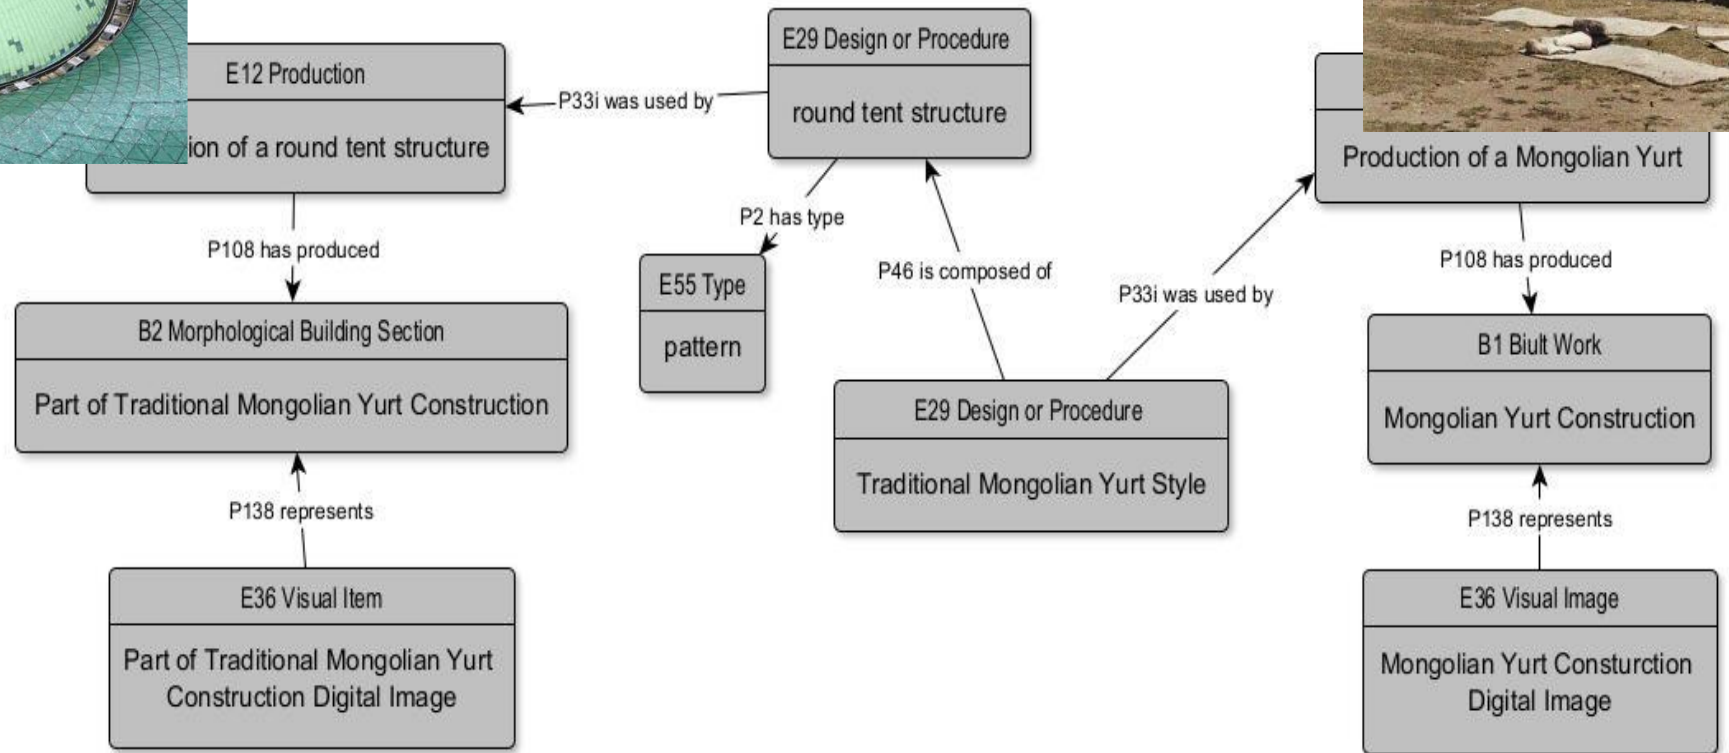 E29 Design or Procedure
round tent structure
E12 Production
ion of a round tent structure
P33i was used by
Production of a Mongolian Yurt
P2 has type
P108 has produced
P46 is composed of
P108 has produced
E55 Type
pattern
P33i was used by
B2 Morphological Building Section
Part of Traditional Mongolian Yurt Construction
B1 Biult Work
Mongolian Yurt Construction
E29 Design or Procedure
Traditional Mongolian Yurt Style
P138 represents
P138 represents
E36 Visual Item
Part of Traditional Mongolian Yurt
Construction Digital Image
E36 Visual Image
Mongolian Yurt Consturction
Digital Image